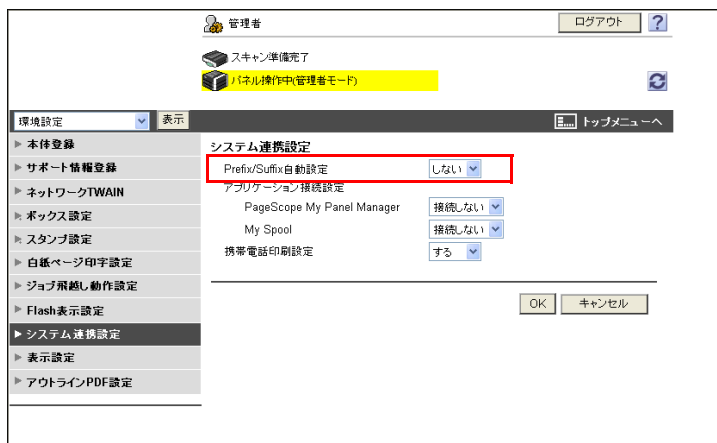 管理者
ログアウト
?
スキャン準備完了
パネル操作中(管理者モード)
環境設定
表示
トップメニューへ
本体登録
サポート情報登録
ネットワークTWAIN
ボックス設定
スタンプ設定
白紙ページ印字設定
ジョブ飛越し動作設定
Flash表示設定
システム連携設定
表示設定
アウトラインPDF設定
システム連携設定
Prefix/Suffix自動設定 しない
アプリケーション接続設定
PageScope My Panel Manager 接続しない
My Spool 接続しない
携帯電話印刷設定 する
OK キャンセル